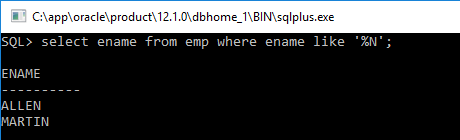 C:\app\oracle\product\12.1.0\dbhome_1\BIN\sqlplus.exe
SQL> select ename from emp where ename like '%N';
ENAME
----------
ALLEN
MARTIN